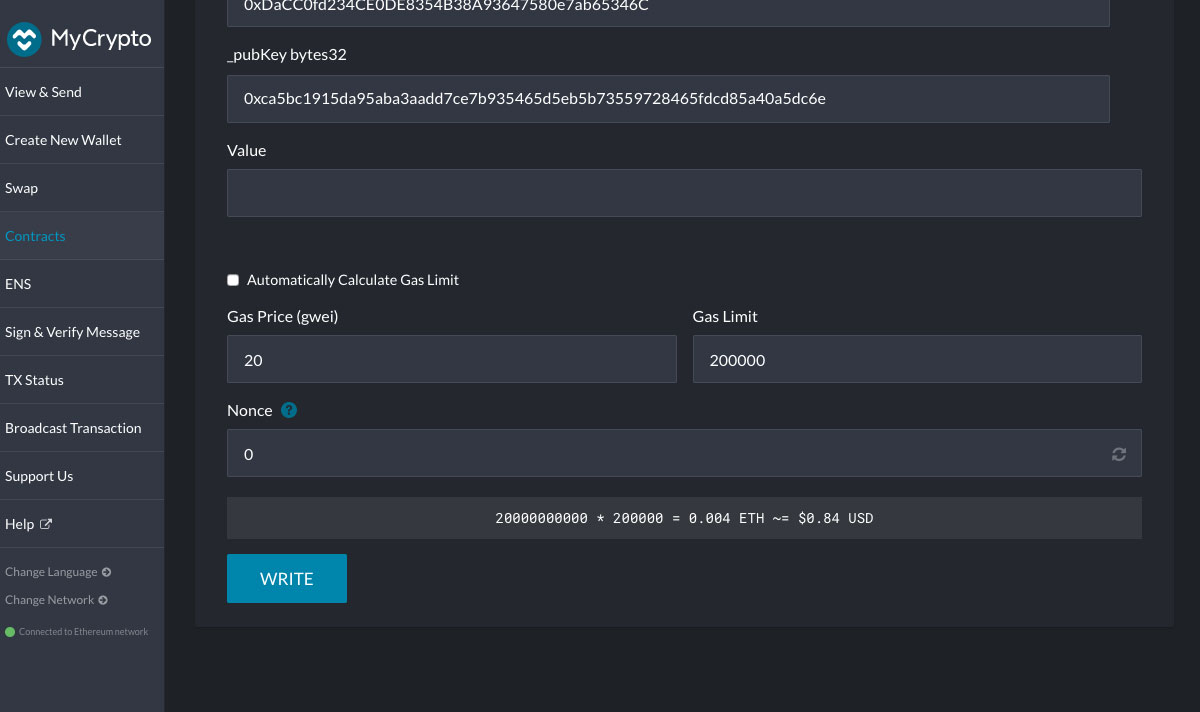 MyCrypto
View & Send
Create New Wallet
Swap
Contracts
ENS
Sign & Verify Message
TX Status
Broadcast Transaction
Support Us
Help
Change Language
Change Network
Connected to Ethereum network
0xDaCC0fd234CE0DE8354B38A93647580e7ab65346C
_pubKey bytes32
0xca5bc1915da95aba3aadd7ce7b935465d5eb5b73559728465fdcd85a40a5dc6e
Value
Automatically Calculate Gas Limit
Gas Price (gwei)
Gas Limit
20
200000
Nonce ?
0
20000000000 * 200000 = 0.004 ETH ~= $0.84 USD
WRITE